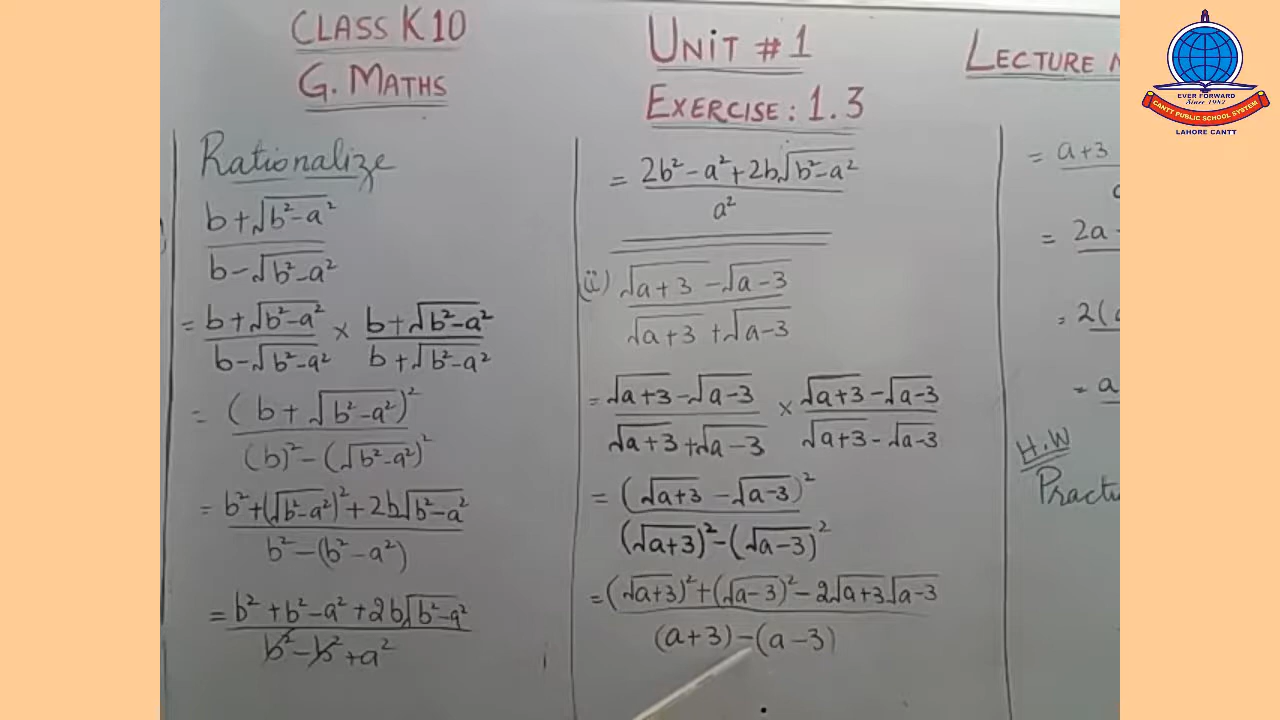 CLASS K10
G. MATHS
UNIT # 1
EXERCISE: 1.3
LECTURE N
EVER FORWARD
Since 1982
CANTT PUBLIC SCHOOL SYSTEM
LAHORE CANTT
Rationalize
b+√(b²-a²)
b-√(b²-a²)
= b+√(b²-a²) × b+√(b²-a²)
b-√(b²-a²) b+√(b²-a²)
= (b+√(b²-a²))²
(b)²-(√(b²-a²))²
= b²+(√(b²-a²))²+2b√(b²-a²)
b²-(b²-a²)
= b²+b²-a²+2b√(b²-a²)
b²-b²+a²
= 2b²-a²+2b√(b²-a²)
a²
(ii) √(a+3)-√(a-3)
√(a+3)+√(a-3)
= √(a+3)-√(a-3) × √(a+3)-√(a-3)
√(a+3)+√(a-3) √(a+3)-√(a-3)
= (√(a+3)-√(a-3))²
(√(a+3))²-(√(a-3))²
= (√(a+3))²+(√(a-3))²-2√(a+3)√(a-3)
(a+3)-(a-3)
= a+3
= 2a
= 2(
= a
H.W